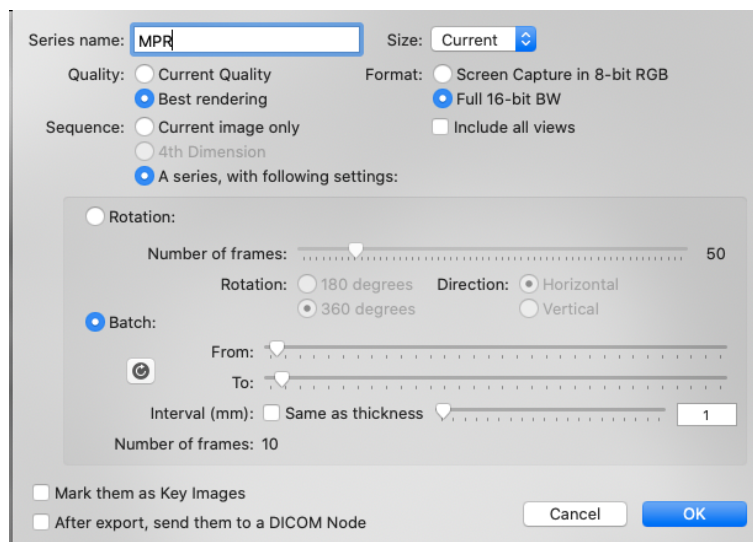 Series name: MPR Size: Current
Quality: Current Quality Format: Screen Capture in 8-bit RGB
Best rendering Full 16-bit BW
Sequence: Current image only Include all views
4th Dimension
A series, with following settings:
Rotation:
Number of frames: 50
Rotation: 180 degrees Direction: Horizontal
360 degrees Vertical
Batch:
From:
To:
Interval (mm): Same as thickness 1
Number of frames: 10
Mark them as Key Images
After export, send them to a DICOM Node Cancel OK